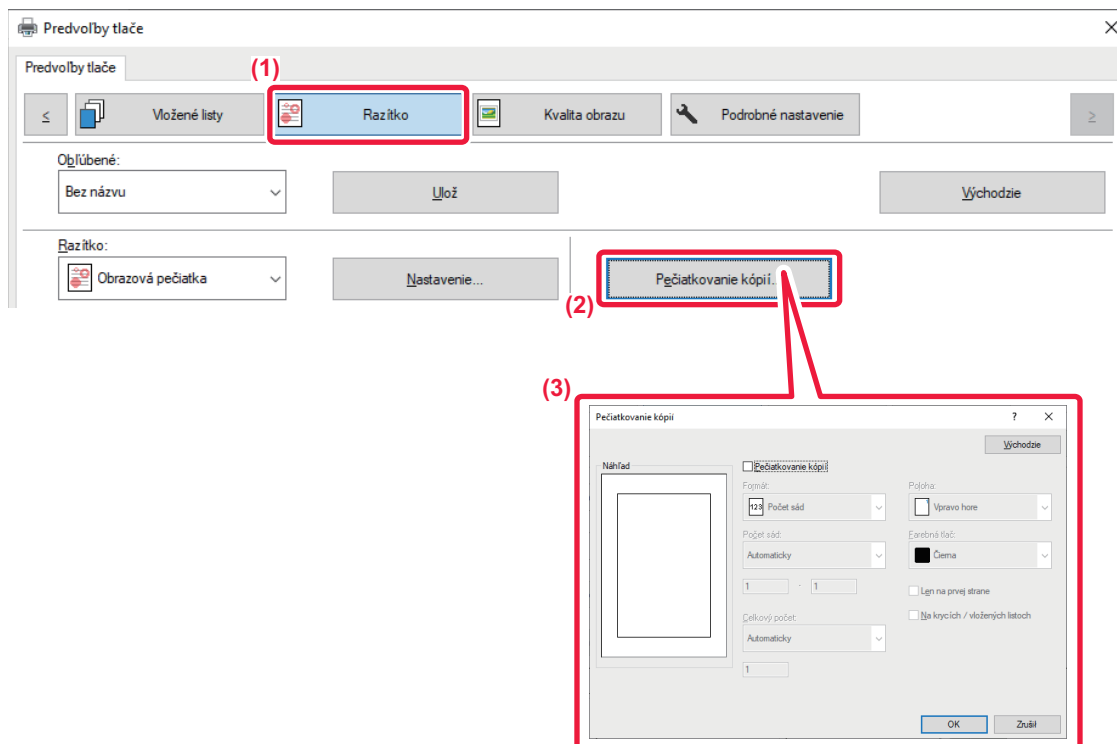 Predvoľby tlače
Predvoľby tlače
(1)
< Vložené listy Razítko Kvalita obrazu Podrobné nastavenie >
Obľúbené:
Bez názvu Ulož Východzie
Razítko:
Obrazová pečiatka Nastavenie... Pečiatkovanie kópií...
(2)
(3)
Pečiatkovanie kópií ?
Východzie
Náhľad Pečiatkovanie kópií
Formát: Poloha:
123 Počet sád Vpravo hore
Počet sád: Farebná tlač:
Automaticky Čierna
1 - 1 Len na prvej strane
Celkový počet: Na krycích / vložených listoch
Automaticky
1
OK Zrušiť